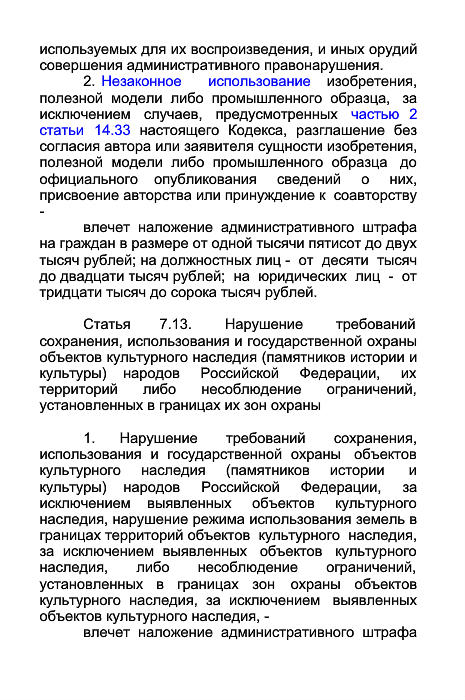 используемых для их воспроизведения, и иных орудий
совершения административного правонарушения.
2. Незаконное использование изобретения,
полезной модели либо промышленного образца, за
исключением случаев, предусмотренных частью 2
статьи 14.33 настоящего Кодекса, разглашение без
согласия автора или заявителя сущности изобретения,
полезной модели либо промышленного образца до
официального опубликования сведений о них,
присвоение авторства или принуждение к соавторству
-
влечет наложение административного штрафа
на граждан в размере от одной тысячи пятисот до двух
тысяч рублей; на должностных лиц - от десяти тысяч
до двадцати тысяч рублей; на юридических лиц - от
тридцати тысяч до сорока тысяч рублей.
Статья 7.13. Нарушение требований
сохранения, использования и государственной охраны
объектов культурного наследия (памятников истории и
культуры) народов Российской Федерации, их
территорий либо несоблюдение ограничений,
установленных в границах их зон охраны
1. Нарушение требований сохранения,
использования и государственной охраны объектов
культурного наследия (памятников истории и
культуры) народов Российской Федерации, за
исключением выявленных объектов культурного
наследия, нарушение режима использования земель в
границах территорий объектов культурного наследия,
за исключением выявленных объектов культурного
наследия, либо несоблюдение ограничений,
установленных в границах зон охраны объектов
культурного наследия, за исключением выявленных
объектов культурного наследия, -
влечет наложение административного штрафа